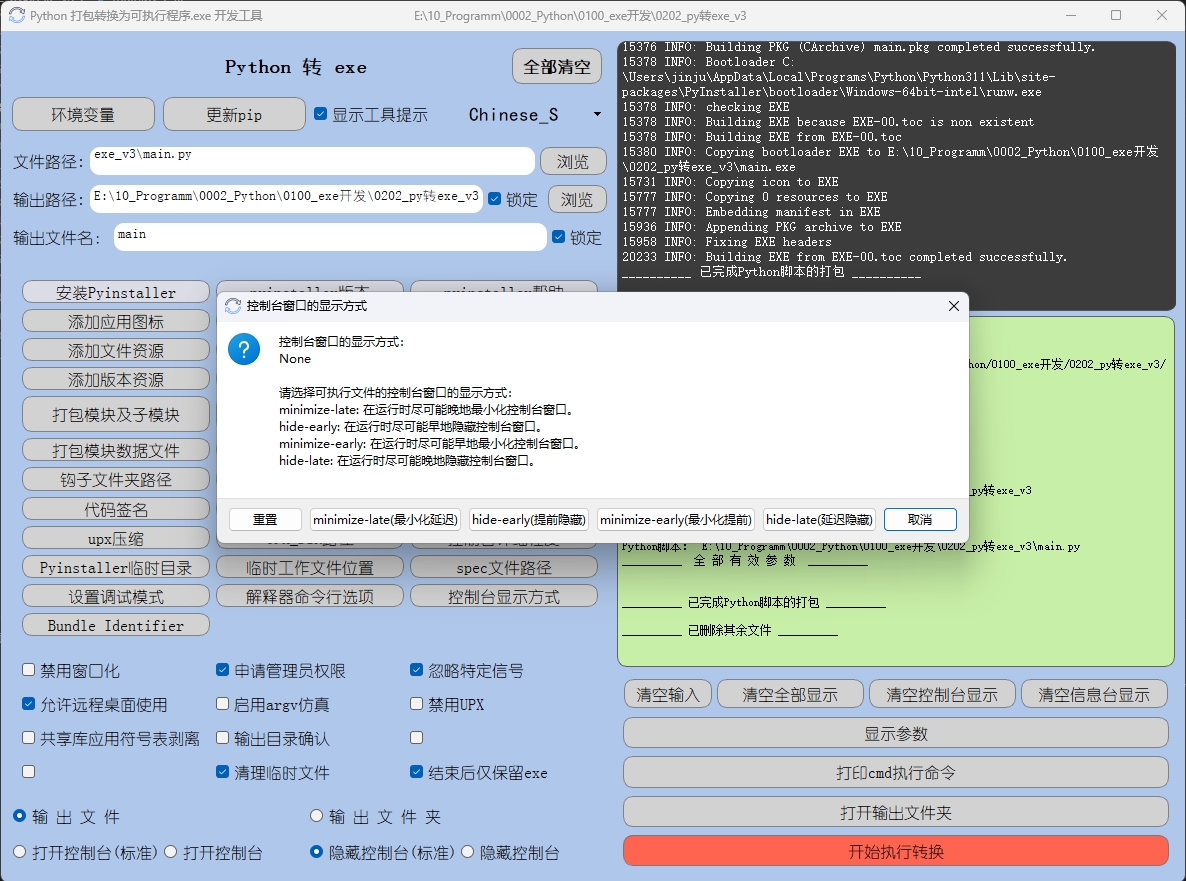 Python 打包转换为可执行程序.exe 开发工具
E:\10_Programm\0002_Python\0100_exe开发\0202_py转exe_v3
Python 转 exe
全部清空
环境变量
更新pip
显示工具提示
Chinese_S
文件路径:
exe_v3\main.py
浏览
输出路径:
E:\10_Programm\0002_Python\0100_exe开发\0202_py转exe_v3
锁定
浏览
输出文件名:
main
锁定
15376 INFO: Building PKG (CArchive) main.pkg completed successfully.
15378 INFO: Bootloader C:
\Users\jinju\AppData\Local\Programs\Python\Python311\Lib\site-
packages\PyInstaller\bootloader\Windows-64bit-intel\runw.exe
15378 INFO: checking EXE
15378 INFO: Building EXE because EXE-00.toc is non existent
15378 INFO: Building EXE from EXE-00.toc
15380 INFO: Copying bootloader EXE to E:\10_Programm\0002_Python\0100_exe开发
\0202_py转exe_v3\main.exe
15731 INFO: Copying icon to EXE
15777 INFO: Copying 0 resources to EXE
15777 INFO: Embedding manifest in EXE
15936 INFO: Appending PKG archive to EXE
15958 INFO: Fixing EXE headers
20233 INFO: Building EXE from EXE-00.toc completed successfully.
__________ 已完成Python脚本的打包 __________
安装Pyinstaller
pyinstaller版本
pyinstaller帮助
添加应用图标
添加文件资源
添加版本资源
打包模块及子模块
打包模块数据文件
钩子文件夹路径
代码签名
upx压缩
Pyinstaller临时目录
临时工作文件位置
spec文件路径
设置调试模式
解释器命令行选项
控制台显示方式
Bundle Identifier
控制台窗口的显示方式
控制台窗口的显示方式:
None
请选择可执行文件的控制台窗口的显示方式:
minimize-late: 在运行时尽可能晚地最小化控制台窗口。
hide-early: 在运行时尽可能早地隐藏控制台窗口。
minimize-early: 在运行时尽可能早地最小化控制台窗口。
hide-late: 在运行时尽可能晚地隐藏控制台窗口。
重置
minimize-late(最小化延迟)
hide-early(提前隐藏)
minimize-early(最小化提前)
hide-late(延迟隐藏)
取消
hon/0100_exe开发/0202_py转exe_v3/
py转exe_v3
Python脚本: E:\10_Programm\0002_Python\0100_exe开发\0202_py转exe_v3\main.py
__________ 全 部 有 效 参 数 __________
__________ 已完成Python脚本的打包 __________
__________ 已删除其余文件 __________
禁用窗口化
申请管理员权限
忽略特定信号
允许远程桌面使用
启用argv仿真
禁用UPX
共享库应用符号表剥离
输出目录确认
清理临时文件
结束后仅保留exe
输 出 文 件
输 出 文 件 夹
打开控制台(标准)
打开控制台
隐藏控制台(标准)
隐藏控制台
清空输入
清空全部显示
清空控制台显示
清空信息台显示
显示参数
打印cmd执行命令
打开输出文件夹
开始执行转换